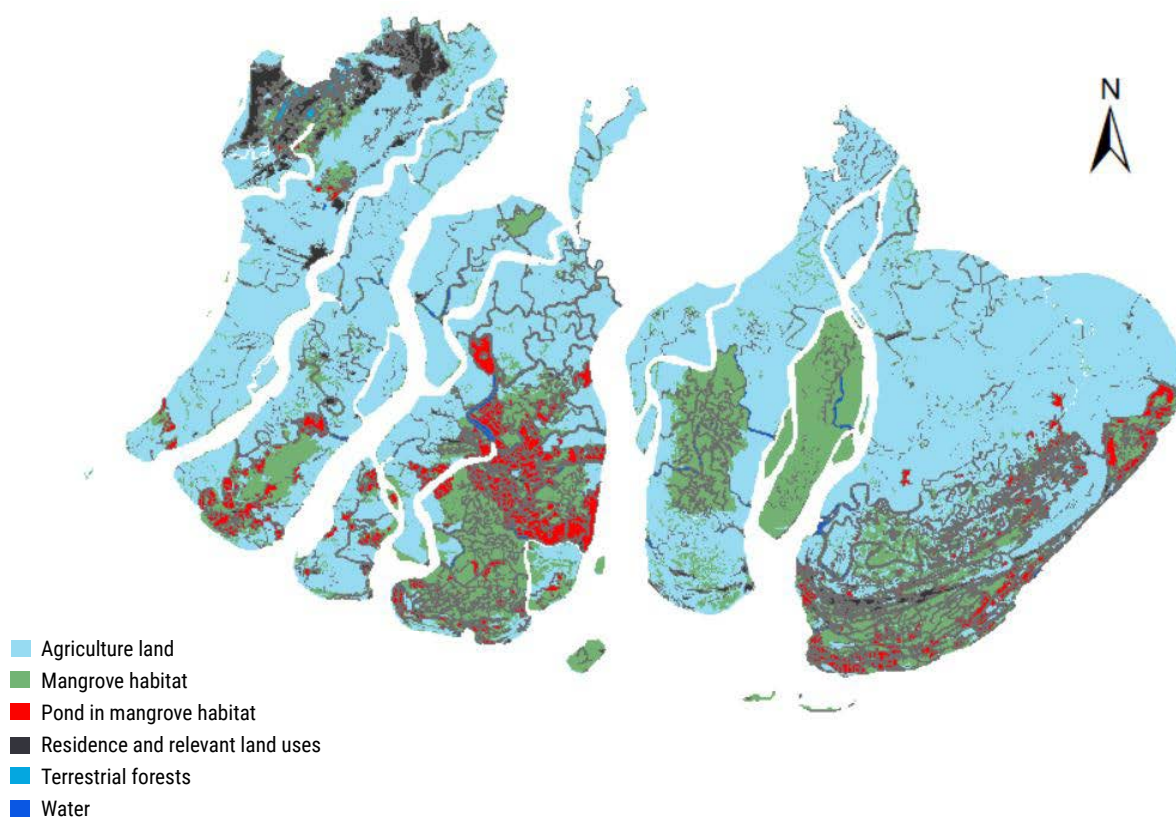 N
Agriculture land
Mangrove habitat
Pond in mangrove habitat
Residence and relevant land uses
Terrestrial forests
Water